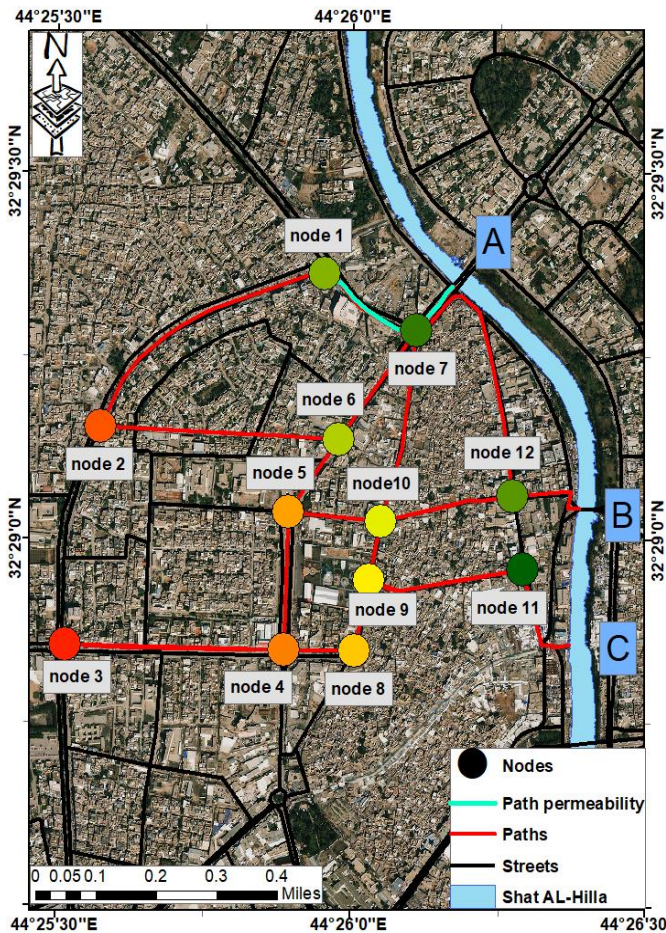 44°25'30"E
44°26'0"E
N
32°29'30"N
32°29'30"N
A
node 1
node 7
node 6
node 2
node 5
node10
node 12
B
32°29'0"N
32°29'0"N
node 9
node 11
C
node 3
node 4
node 8
Nodes
Path permeability
Paths
Streets
Shat AL-Hilla
0 0.05 0.1 0.2 0.3 0.4
Miles
44°25'30"E
44°26'0"E
44°26'30"E